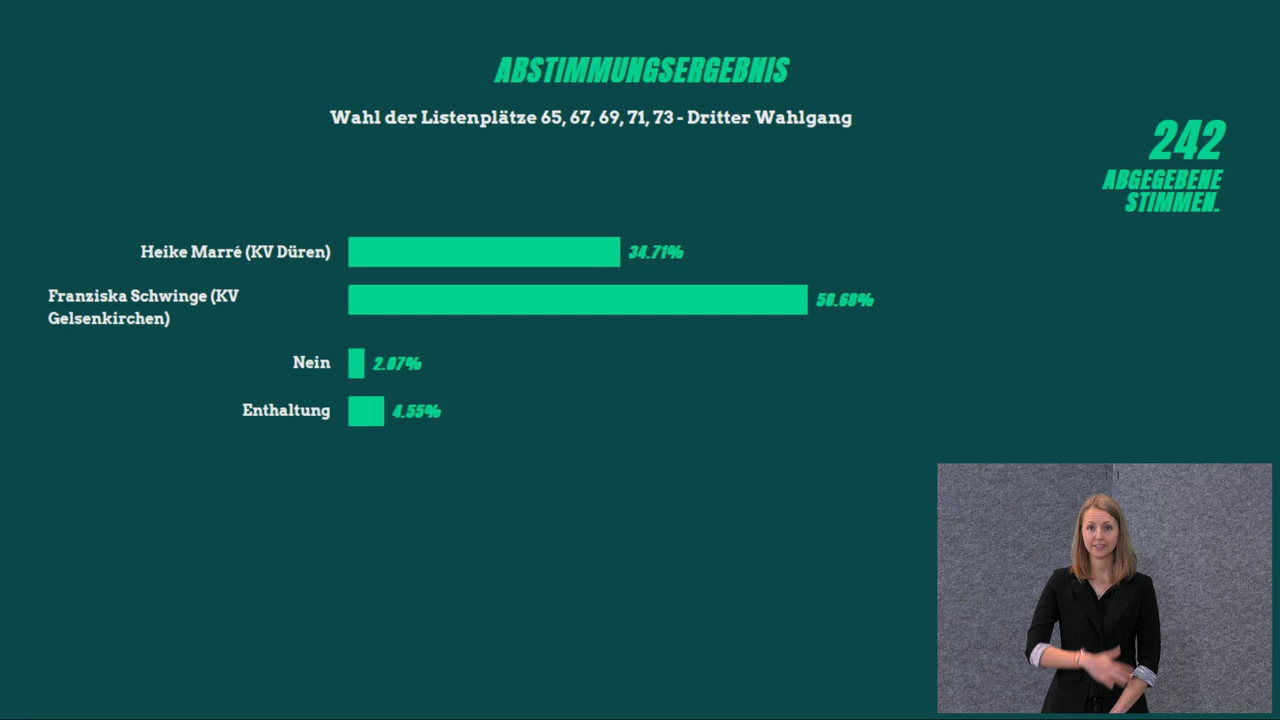 ABSTIMMUNGSERGEBNIS
Wahl der Listenplätze 65, 67, 69, 71, 73 - Dritter Wahlgang
242
ABGEGEBENE
STIMMEN.
Heike Marré (KV Düren)
34.71%
Franziska Schwinge (KV
Gelsenkirchen)
58.68%
Nein
2.07%
Enthaltung
4.55%